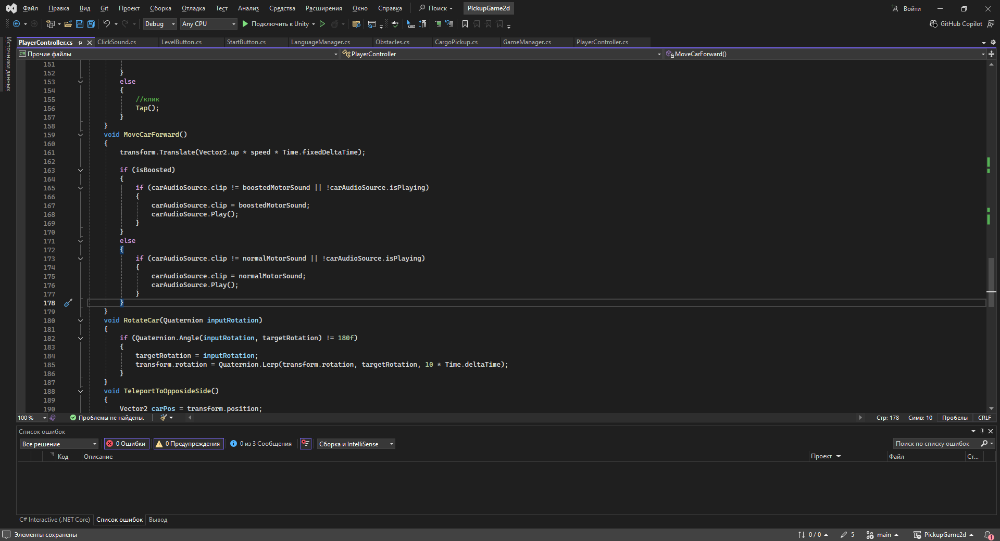 Файл Правка Вид Git Проект Сборка Отладка Тест Анализ Средства Расширения Окно Справка Поиск PickupGame2d Войти
Debug Any CPU Подключить к Unity abc GitHub Copilot
PlayerController.cs ClickSound.cs LevelButton.cs StartButton.cs LanguageManager.cs Obstacles.cs CargoPickup.cs GameManager.cs PlayerController.cs
Источники данных
C# Прочие файлы PlayerController MoveCarForward()
151
152 }
153 else
154 {
155 //клик
156 Tap();
157 }
158 }
159 void MoveCarForward()
160 {
161 transform.Translate(Vector2.up * speed * Time.fixedDeltaTime);
162
163 if (isBoosted)
164 {
165 if (carAudioSource.clip != boostedMotorSound || !carAudioSource.isPlaying)
166 {
167 carAudioSource.clip = boostedMotorSound;
168 carAudioSource.Play();
169 }
170 }
171 else
172 {
173 if (carAudioSource.clip != normalMotorSound || !carAudioSource.isPlaying)
174 {
175 carAudioSource.clip = normalMotorSound;
176 carAudioSource.Play();
177 }
178 }
179 }
180 void RotateCar(Quaternion inputRotation)
181 {
182 if (Quaternion.Angle(inputRotation, targetRotation) != 180f)
183 {
184 targetRotation = inputRotation;
185 transform.rotation = Quaternion.Lerp(transform.rotation, targetRotation, 10 * Time.deltaTime);
186 }
187 }
188 void TeleportToOpposideSide()
189 {
190 Vector2 carPos = transform.position;
100 % Проблемы не найдены. Стр: 178 Симв: 10 Пробелы CRLF
Список ошибок
Все решение 0 Ошибки 0 Предупреждения 0 из 3 Сообщения Сборка и IntelliSense Поиск по списку ошибок
Код Описание Проект Файл Ст...
C# Interactive (.NET Core) Список ошибок Вывод
Элементы сохранены 0 / 0 5 main PickupGame2d 1